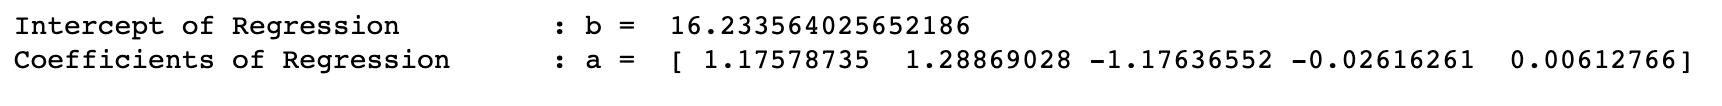 Intercept of Regression : b = 16.233564025652186
Coefficients of Regression : a = [ 1.17578735 1.28869028 -1.17636552 -0.02616261 0.00612766]